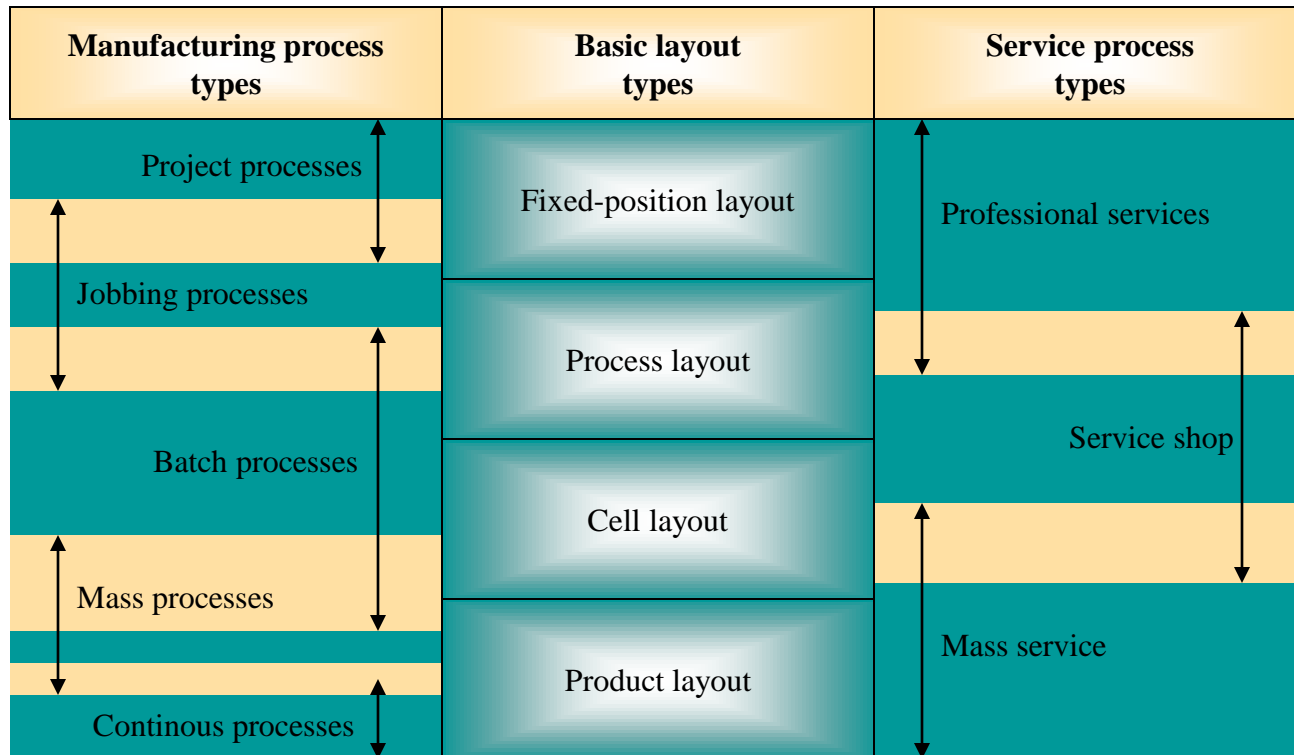 Manufacturing process
types
Basic layout
types
Service process
types
Project processes
Jobbing processes
Batch processes
Mass processes
Continous processes
Fixed-position layout
Process layout
Cell layout
Product layout
Professional services
Service shop
Mass service